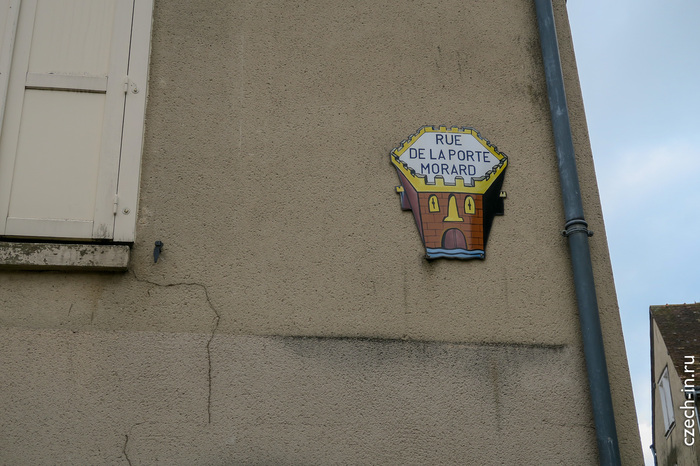 RUE
DE LA PORTE
MORARD
czech-in.ru